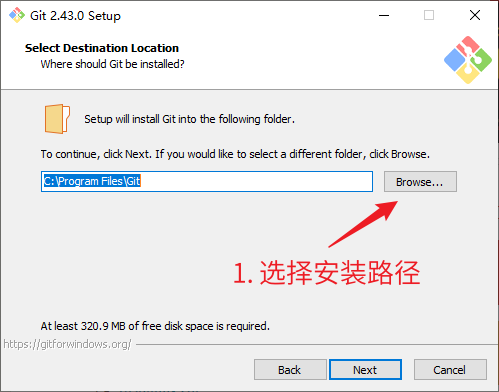 Git 2.43.0 Setup
Select Destination Location
Where should Git be installed?
Setup will install Git into the following folder.
To continue, click Next. If you would like to select a different folder, click Browse.
C:\Program Files\Git
Browse...
1. 选择安装路径
At least 320.9 MB of free disk space is required.
https://gitforwindows.org/
Back
Next
Cancel